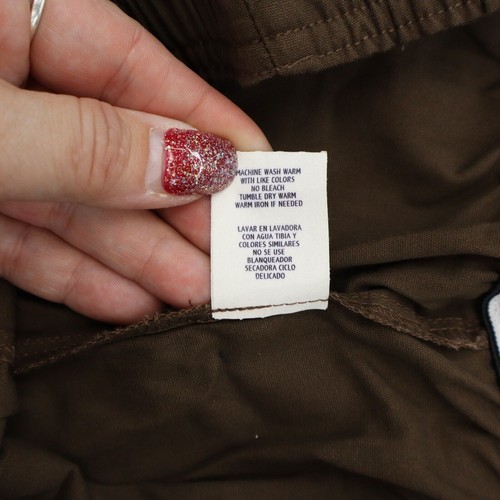 MACHINE WASH WARM
WITH LIKE COLORS
NO BLEACH
TUMBLE DRY WARM
WARM IRON IF NEEDED
LAVAR EN LAVADORA
CON AGUA TIBIA Y
COLORES SIMILARES
NO SE USE
BLANQUEADOR
SECADORA CICLO
DELICADO